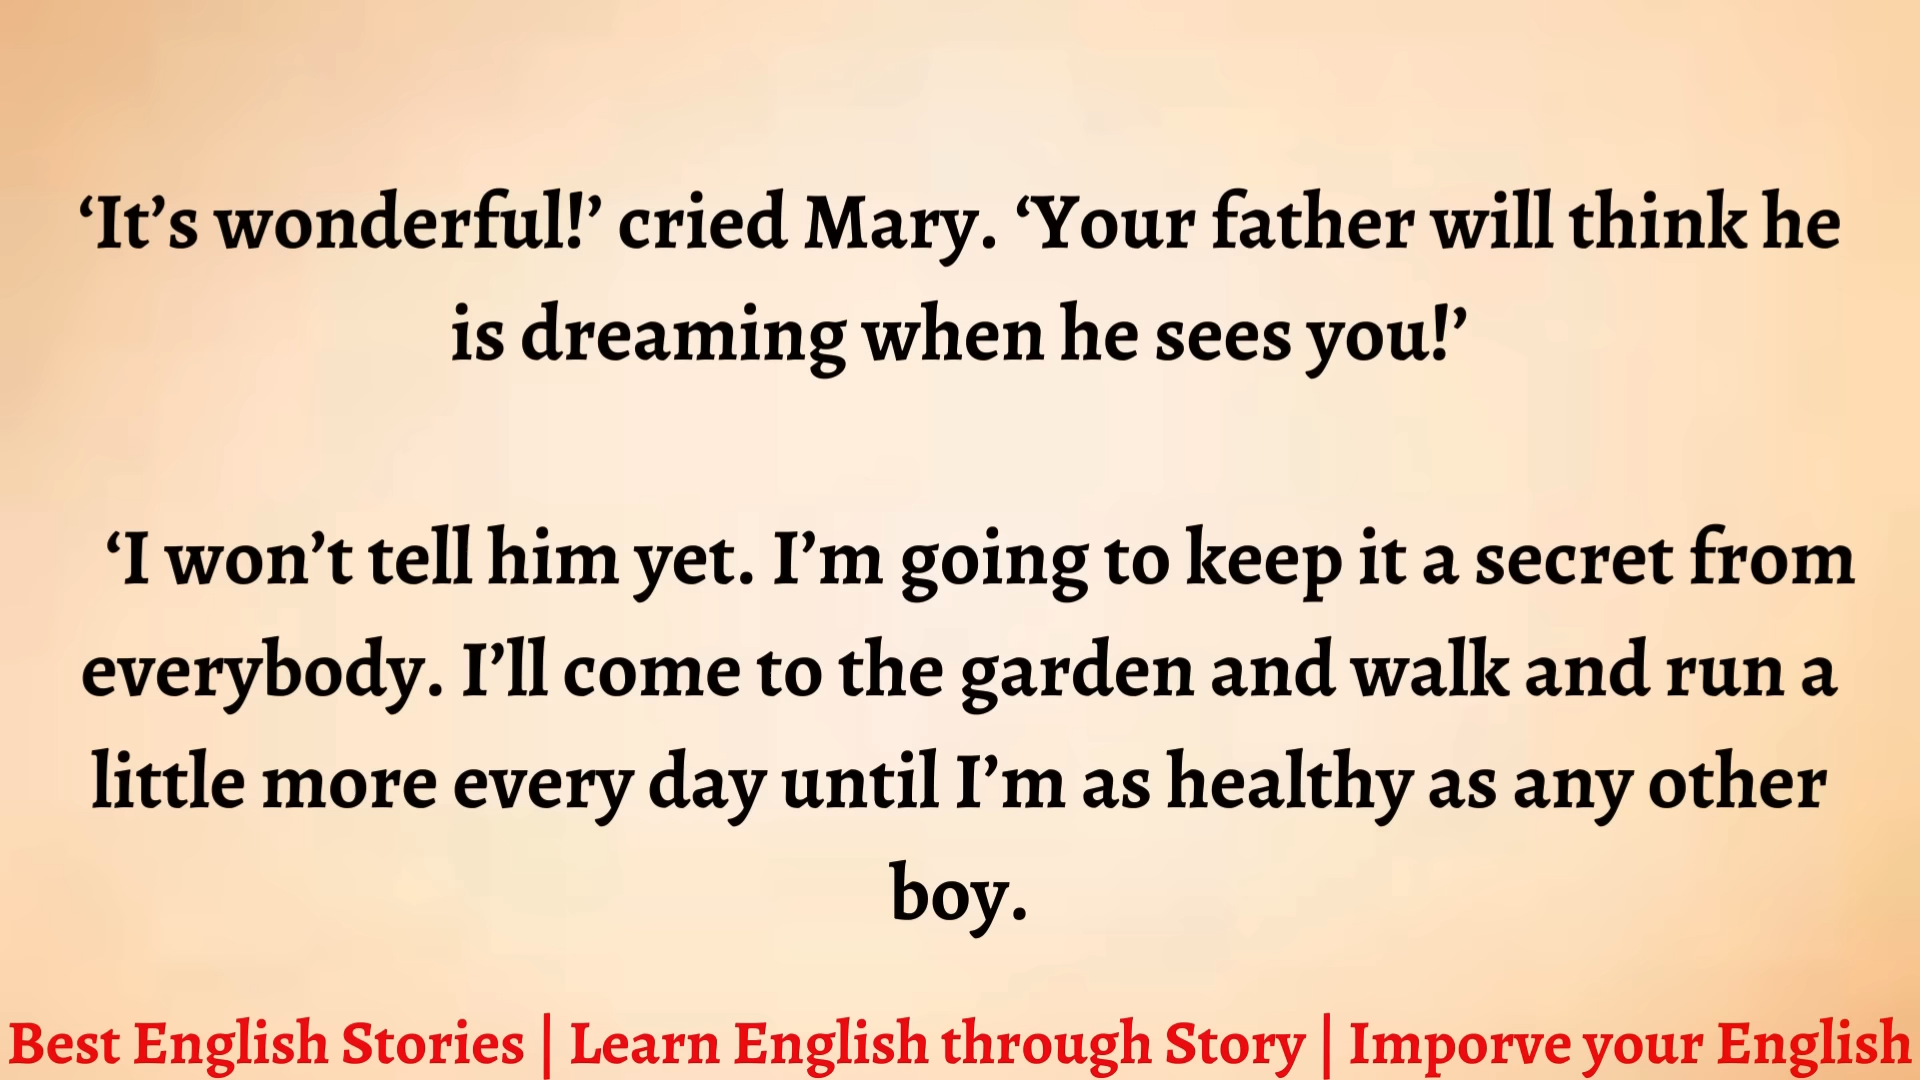 ‘It’s wonderful!’ cried Mary. ‘Your father will think he
is dreaming when he sees you!’
‘I won’t tell him yet. I’m going to keep it a secret from
everybody. I’ll come to the garden and walk and run a
little more every day until I’m as healthy as any other
boy.
Best English Stories | Learn English through Story | Imporve your English